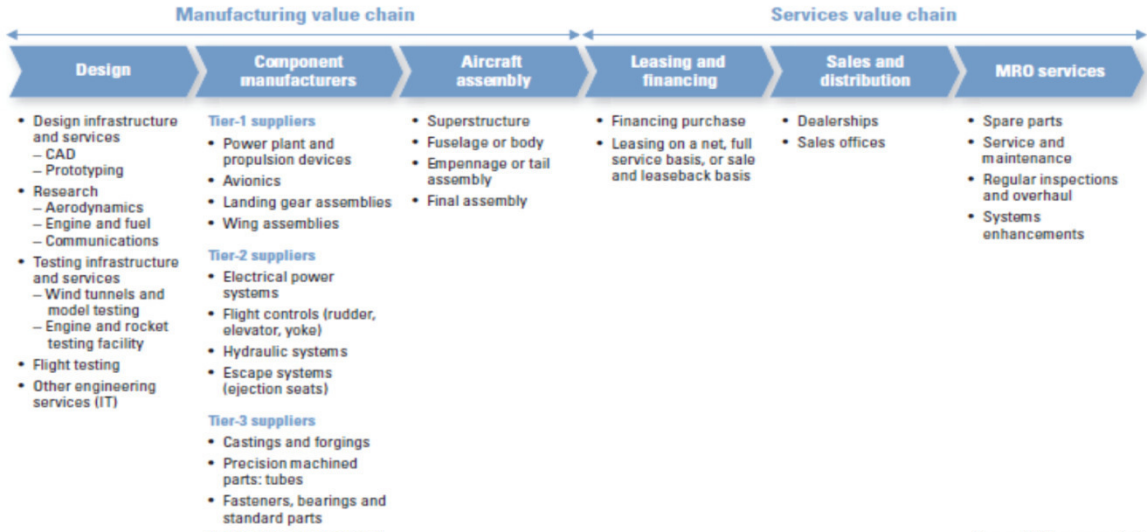 Manufacturing value chain
Services value chain
Design
Component
manufacturers
Aircraft
assembly
Leasing and
financing
Sales and
distribution
MRO services
• Design infrastructure
and services
– CAD
– Prototyping
• Research
– Aerodynamics
– Engine and fuel
– Communications
• Testing infrastructure
and services
– Wind tunnels and
model testing
– Engine and rocket
testing facility
• Flight testing
• Other engineering
services (IT)
Tier-1 suppliers
• Power plant and
propulsion devices
• Avionics
• Landing gear assemblies
• Wing assemblies
Tier-2 suppliers
• Electrical power
systems
• Flight controls (rudder,
elevator, yoke)
• Hydraulic systems
• Escape systems
(ejection seats)
Tier-3 suppliers
• Castings and forgings
• Precision machined
parts: tubes
• Fasteners, bearings and
standard parts
• Superstructure
• Fuselage or body
• Empennage or tail
assembly
• Final assembly
• Financing purchase
• Leasing on a net, full
service basis, or sale
and leaseback basis
• Dealerships
• Sales offices
• Spare parts
• Service and
maintenance
• Regular inspections
and overhaul
• Systems
enhancements